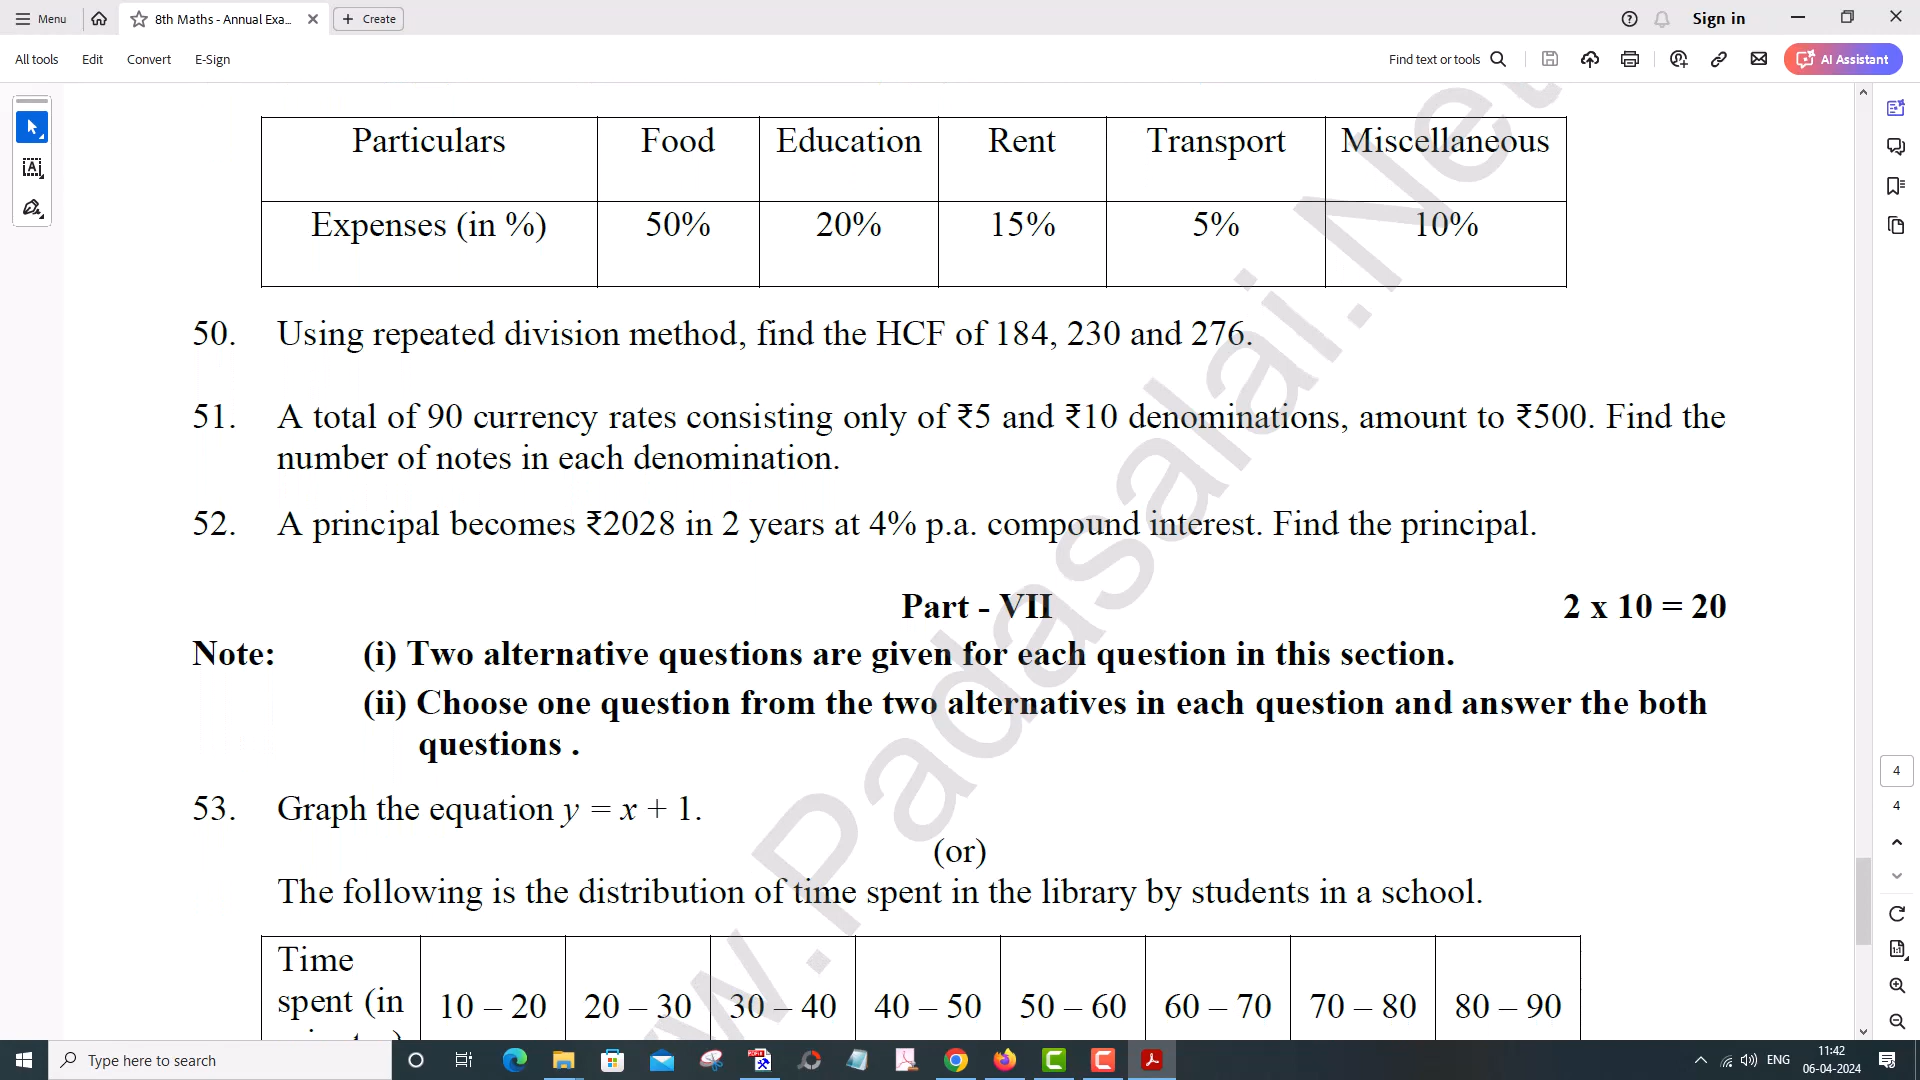 Menu
8th Maths - Annual Exa...
Create
Sign in
All tools
Edit
Convert
E-Sign
Find text or tools
AI Assistant
Particulars Food Education Rent Transport Miscellaneous
Expenses (in %) 50% 20% 15% 5% 10%
50. Using repeated division method, find the HCF of 184, 230 and 276.
51. A total of 90 currency rates consisting only of ₹5 and ₹10 denominations, amount to ₹500. Find the
number of notes in each denomination.
52. A principal becomes ₹2028 in 2 years at 4% p.a. compound interest. Find the principal.
Part - VII 2 x 10 = 20
Note: (i) Two alternative questions are given for each question in this section.
(ii) Choose one question from the two alternatives in each question and answer the both
questions .
53. Graph the equation y = x + 1.
(or)
The following is the distribution of time spent in the library by students in a school.
Time
spent (in
10 – 20 20 – 30 30 – 40 40 – 50 50 – 60 60 – 70 70 – 80 80 – 90
w.Padasalai.Net
4
4
Type here to search
ENG
11:42
06-04-2024